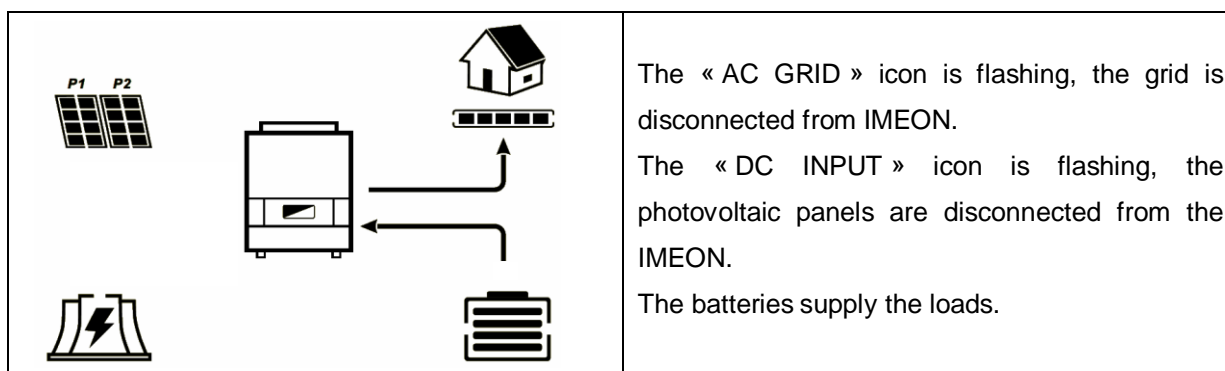 P1 P2
The « AC GRID » icon is flashing, the grid is
disconnected from IMEON.
The « DC INPUT » icon is flashing, the
photovoltaic panels are disconnected from the
IMEON.
The batteries supply the loads.